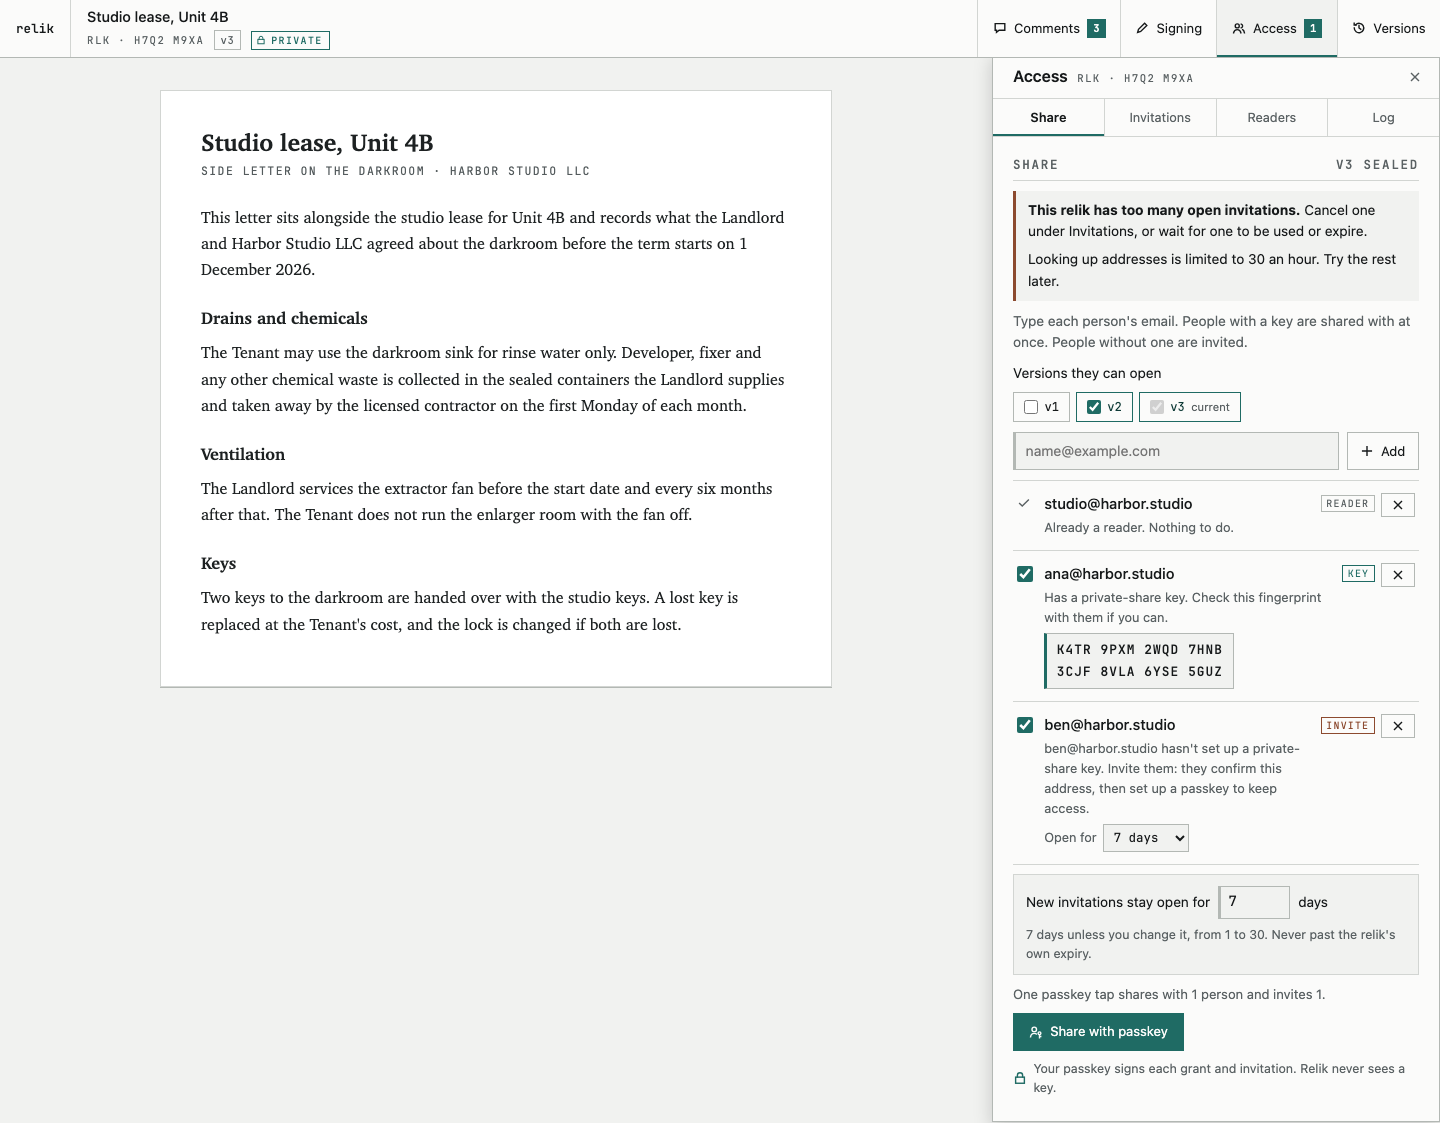 relik
Studio lease, Unit 4B
RLK · H7Q2 M9XA v3 PRIVATE
Comments 3
Signing
Access 1
Versions
Studio lease, Unit 4B
SIDE LETTER ON THE DARKROOM · HARBOR STUDIO LLC
This letter sits alongside the studio lease for Unit 4B and records what the Landlord
and Harbor Studio LLC agreed about the darkroom before the term starts on 1
December 2026.
Drains and chemicals
The Tenant may use the darkroom sink for rinse water only. Developer, fixer and
any other chemical waste is collected in the sealed containers the Landlord supplies
and taken away by the licensed contractor on the first Monday of each month.
Ventilation
The Landlord services the extractor fan before the start date and every six months
after that. The Tenant does not run the enlarger room with the fan off.
Keys
Two keys to the darkroom are handed over with the studio keys. A lost key is
replaced at the Tenant's cost, and the lock is changed if both are lost.
Access RLK · H7Q2 M9XA
Share
Invitations
Readers
Log
SHARE
V3 SEALED
This relik has too many open invitations. Cancel one
under Invitations, or wait for one to be used or expire.
Looking up addresses is limited to 30 an hour. Try the rest
later.
Type each person's email. People with a key are shared with at
once. People without one are invited.
Versions they can open
v1
v2
v3 current
name@example.com
Add
studio@harbor.studio
READER
Already a reader. Nothing to do.
ana@harbor.studio
KEY
Has a private-share key. Check this fingerprint
with them if you can.
K4TR 9PXM 2WQD 7HNB
3CJF 8VLA 6YSE 5GUZ
ben@harbor.studio
INVITE
ben@harbor.studio hasn't set up a private-
share key. Invite them: they confirm this
address, then set up a passkey to keep
access.
Open for 7 days
New invitations stay open for 7 days
7 days unless you change it, from 1 to 30. Never past the relik's
own expiry.
One passkey tap shares with 1 person and invites 1.
Share with passkey
Your passkey signs each grant and invitation. Relik never sees a
key.